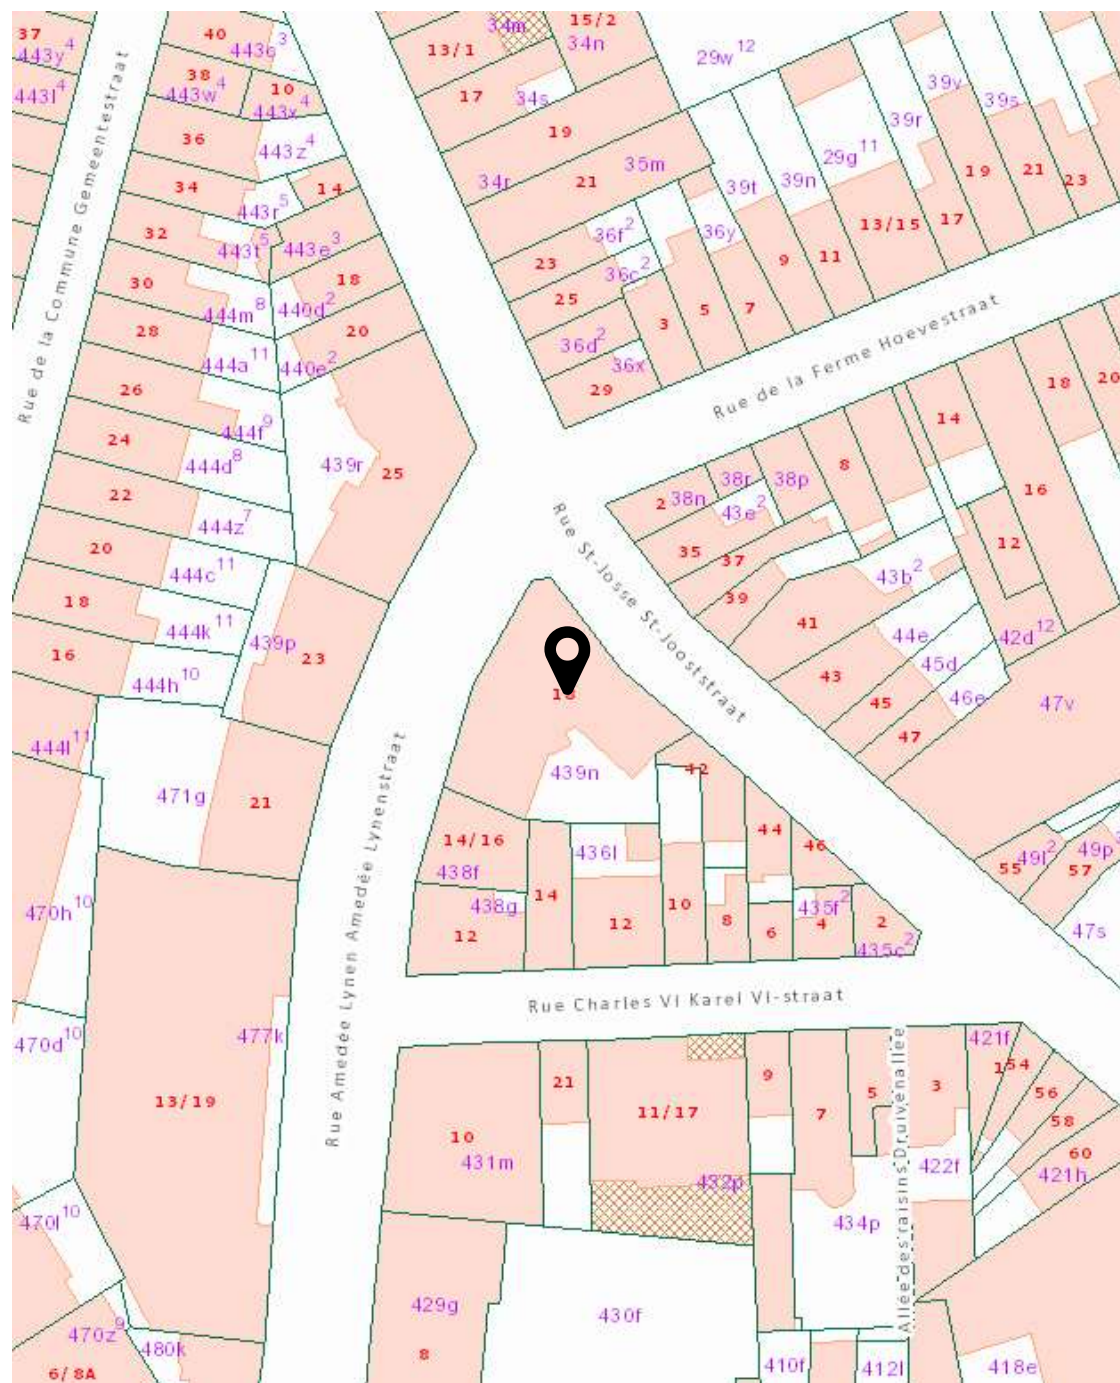 37
443y4
443l4
40
443c3
38
443w4
10
443x4
36
443z4
34
14
443r5
32
443t5
443e3
30
18
444m8
440d2
28
20
444a11
440e2
26
444f9
24
444d8
439r
25
22
444z7
20
444c11
18
444k11
439p
23
16
444h10
444l11
471g
21
470h10
470d10
477k
13/19
470l10
470z9
480k
6/8A
Rue de la Commune Gemeentestraat
34m
15/2
34n
13/1
17
34s
19
35m
34r
21
36f2
23
36c2
25
36d2
36x
29
29w12
39v
39s
39r
29g11
39t
39n
36y
19
21
23
13/15
17
9
11
5
7
3
Rue de la Ferme Hoevestraat
Rue St-Josse St-Jooststraat
18
20
14
8
38p
38r
38n
2
43e2
35
37
39
16
12
43b2
41
44e
42d12
45d
43
46e
45
47v
47
439n
42
14/16
438f
436l
44
46
438g
14
12
12
10
8
6
435f2
4
2
435c2
55
49l2
57
49p
47s
Rue Amedée Lynen Amedée Lynenstraat
Rue Charles VI Karel VI-straat
21
11/17
10
431m
432p
9
7
5
3
421f
1
54
56
58
60
421h
422f
434p
Allée des raisins Druivenallée
429g
8
430f
410f
412l
418e